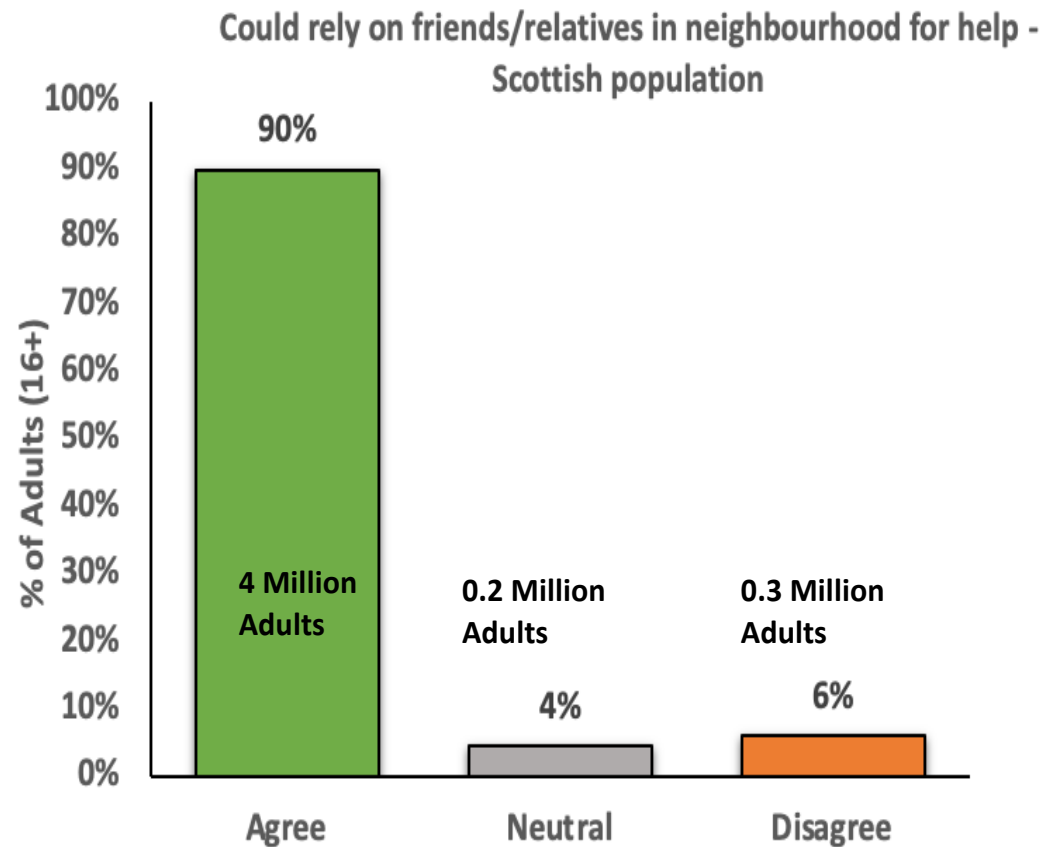 Could rely on friends/relatives in neighbourhood for help -
Scottish population
% of Adults (16+)
100%
90%
80%
70%
60%
50%
40%
30%
20%
10%
0%
90%
4 Million
Adults
0.2 Million
Adults
4%
0.3 Million
Adults
6%
Agree
Neutral
Disagree